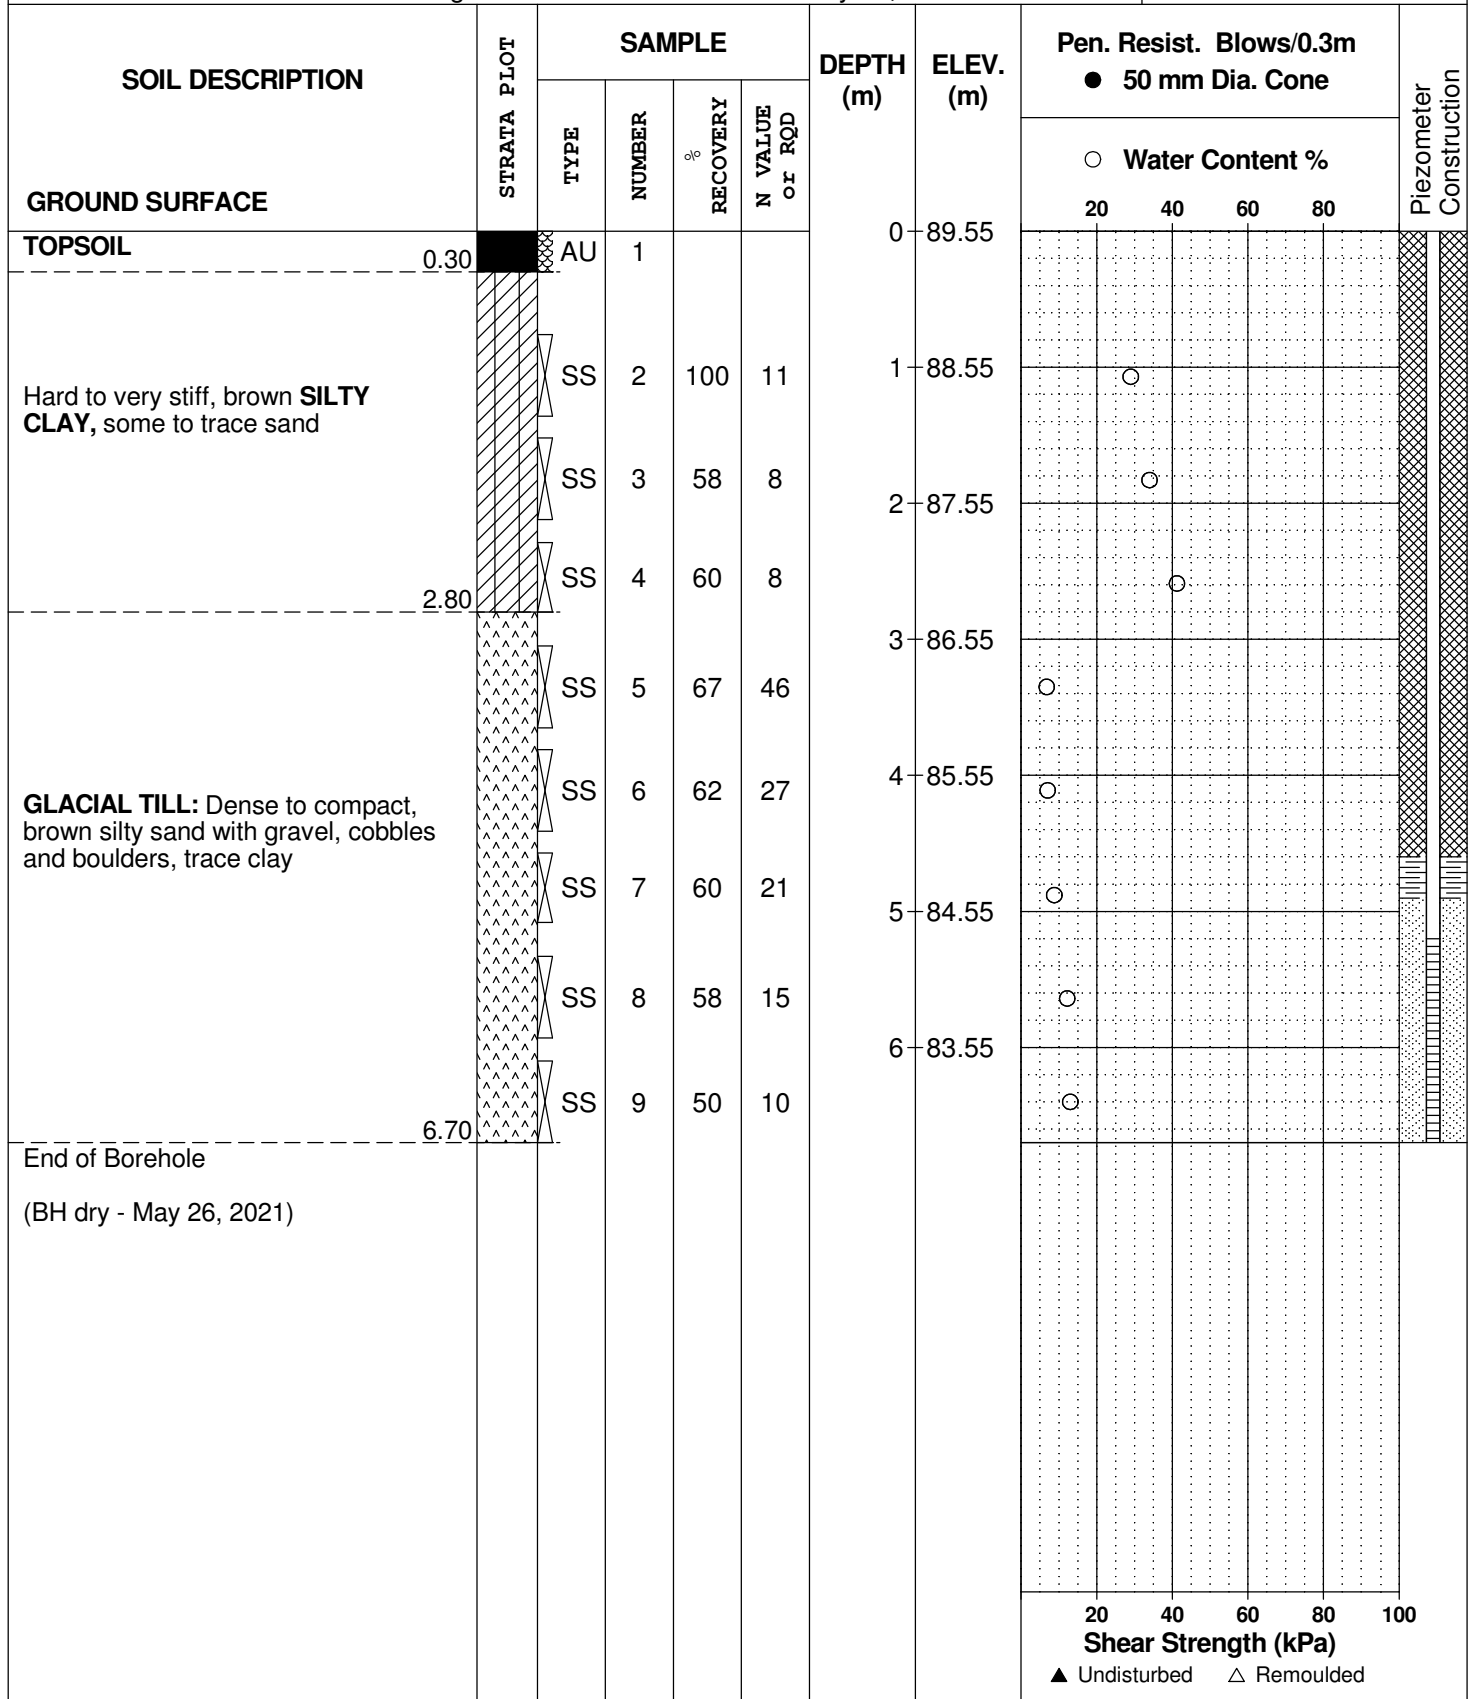 SOIL DESCRIPTION
GROUND SURFACE
STRATA PLOT
SAMPLE
TYPE
NUMBER
% RECOVERY
N VALUE or RQD
DEPTH (m)
ELEV. (m)
Pen. Resist. Blows/0.3m
● 50 mm Dia. Cone
○ Water Content %
20 40 60 80
Piezometer Construction
TOPSOIL
0.30
AU 1
0 89.55
Hard to very stiff, brown SILTY
CLAY, some to trace sand
SS 2 100 11
1 88.55
SS 3 58 8
2 87.55
SS 4 60 8
2.80
3 86.55
SS 5 67 46
4 85.55
GLACIAL TILL: Dense to compact,
brown silty sand with gravel, cobbles
and boulders, trace clay
SS 6 62 27
SS 7 60 21
5 84.55
SS 8 58 15
6 83.55
SS 9 50 10
6.70
End of Borehole
(BH dry - May 26, 2021)
20 40 60 80 100
Shear Strength (kPa)
▲ Undisturbed △ Remoulded